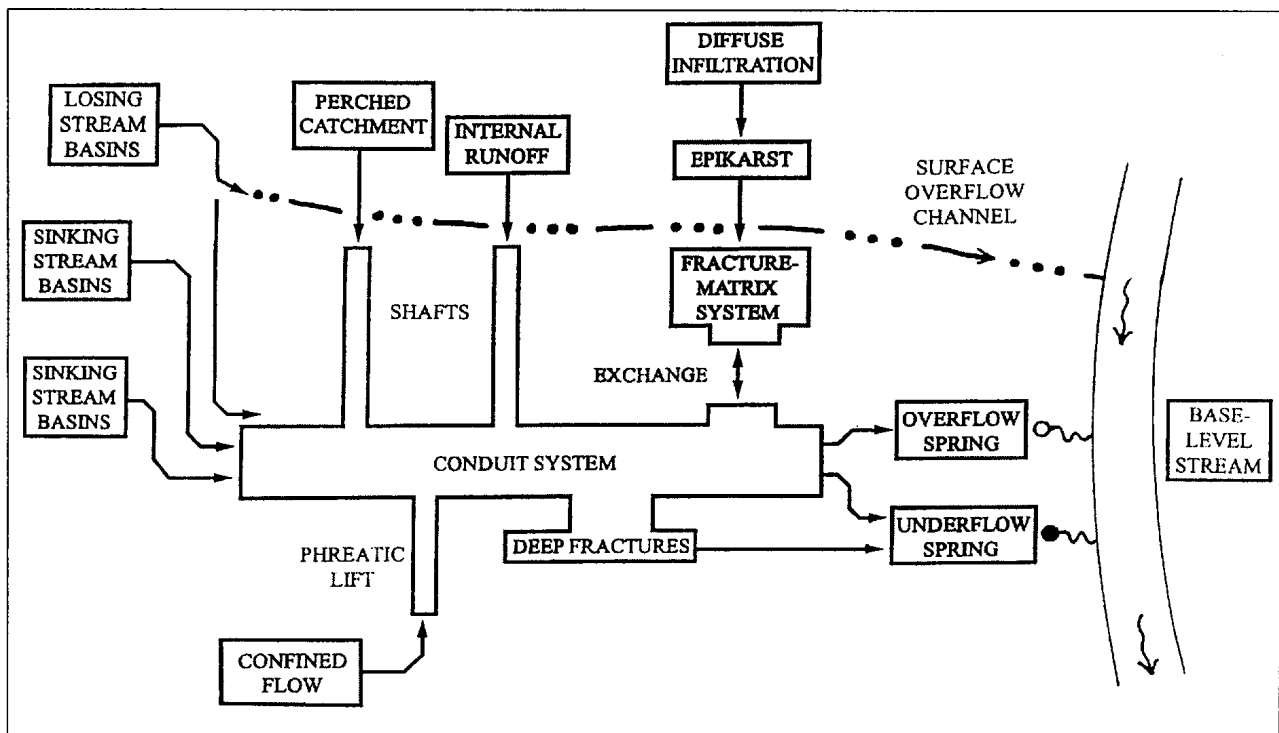 DIFFUSE
INFILTRATION
LOSING
STREAM
BASINS
PERCHED
CATCHMENT
INTERNAL
RUNOFF
EPIKARST
SURFACE
OVERFLOW
CHANNEL
SINKING
STREAM
BASINS
SHAFTS
FRACTURE-
MATRIX
SYSTEM
EXCHANGE
SINKING
STREAM
BASINS
CONDUIT SYSTEM
OVERFLOW
SPRING
BASE-
LEVEL
STREAM
PHREATIC
LIFT
DEEP FRACTURES
UNDERFLOW
SPRING
CONFINED
FLOW